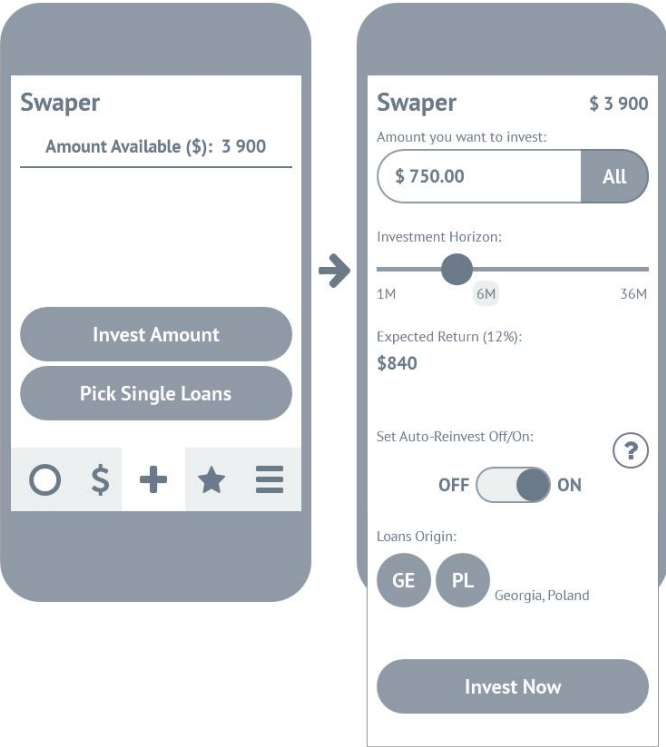 Swaper
Amount Available ($): 3 900
Invest Amount
Pick Single Loans
$
Swaper
$ 3 900
Amount you want to invest:
$ 750.00
All
Investment Horizon:
1M
6M
36M
Expected Return (12%):
$840
Set Auto-Reinvest Off/On:
?
OFF
ON
Loans Origin:
GE
PL
Georgia, Poland
Invest Now